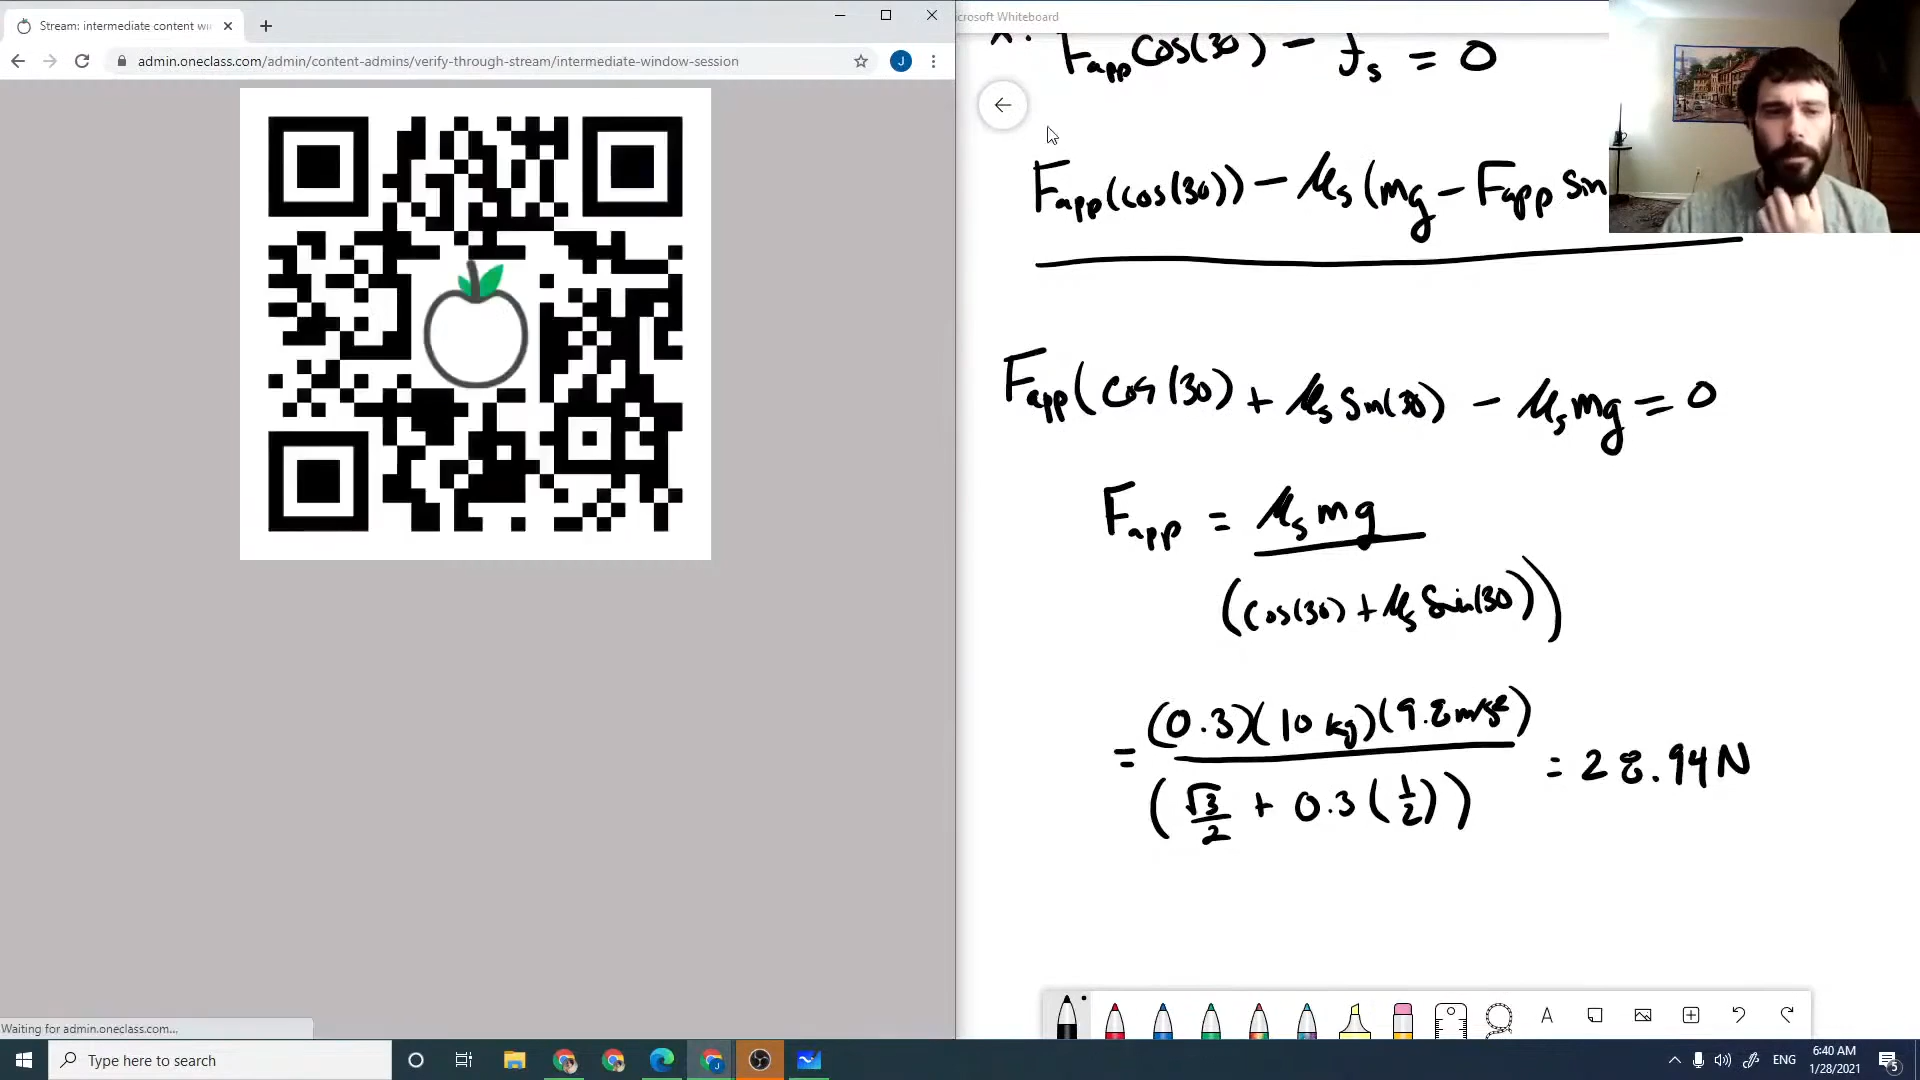 Stream: intermediate content wi
admin.oneclass.com/admin/content-admins/verify-through-stream/intermediate-window-session
J
crosoft Whiteboard
x: Fapp cos(30) - fs = 0
Fapp(cos(30)) - μs (mg - Fapp sin
Fapp(cos(30) + μs sin(30) - μs mg = 0
Fapp = μs mg
(cos(30) + μs sin(30))
= (0.3)(10 kg)(9.8 m/s²)
(√3/2 + 0.3 (1/2))
= 28.94 N
A
Waiting for admin.oneclass.com...
Type here to search
J
ENG
6:40 AM
1/28/2021
5